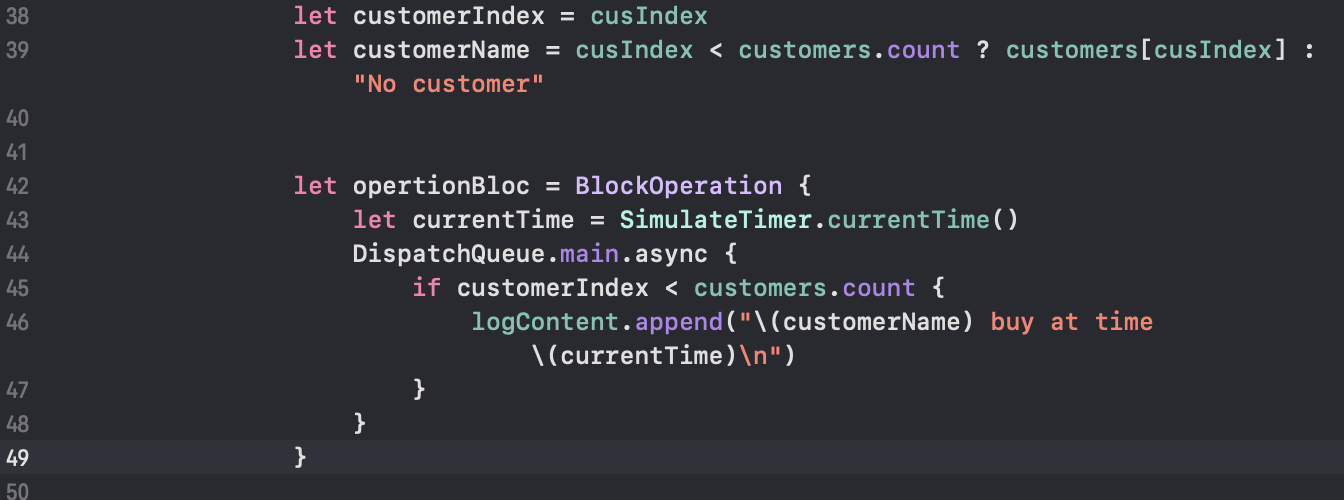 38 let customerIndex = cusIndex
39 let customerName = cusIndex < customers.count ? customers[cusIndex] :
"No customer"
40
41
42 let opertionBloc = BlockOperation {
43 let currentTime = SimulateTimer.currentTime()
44 DispatchQueue.main.async {
45 if customerIndex < customers.count {
46 logContent.append("\(customerName) buy at time
\(currentTime)\n")
47 }
48 }
49 }
50